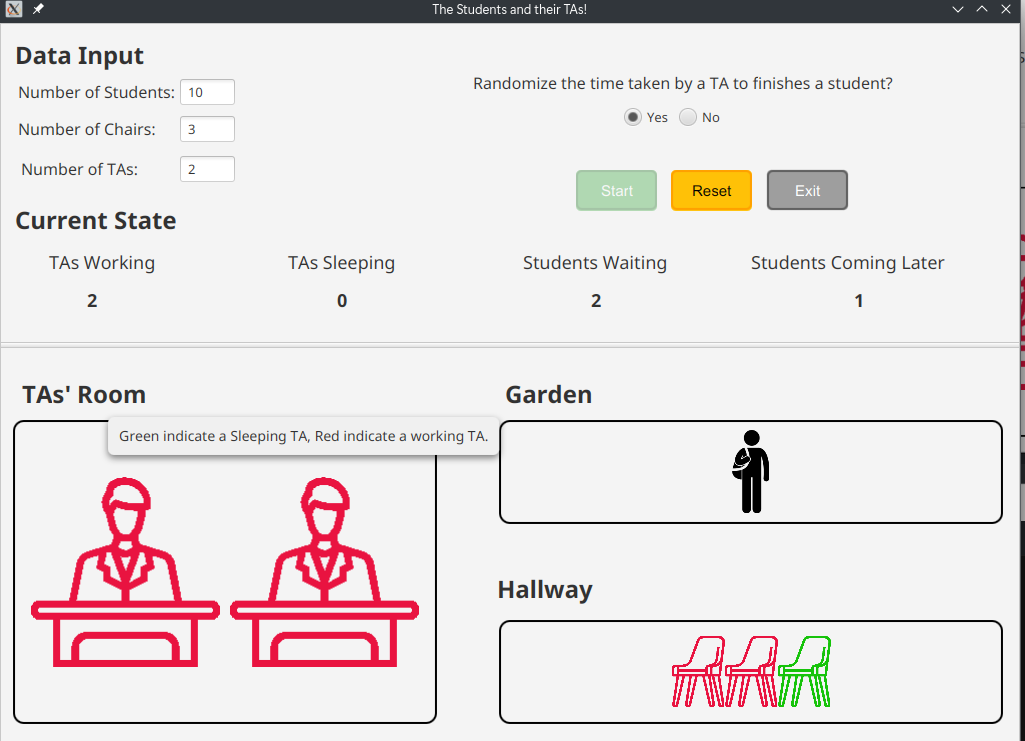 The Students and their TAs!
Data Input
Number of Students: 10
Number of Chairs: 3
Number of TAs: 2
Randomize the time taken by a TA to finishes a student?
Yes No
Start Reset Exit
Current State
TAs Working TAs Sleeping Students Waiting Students Coming Later
2 0 2 1
TAs' Room
Garden
Green indicate a Sleeping TA, Red indicate a working TA.
Hallway